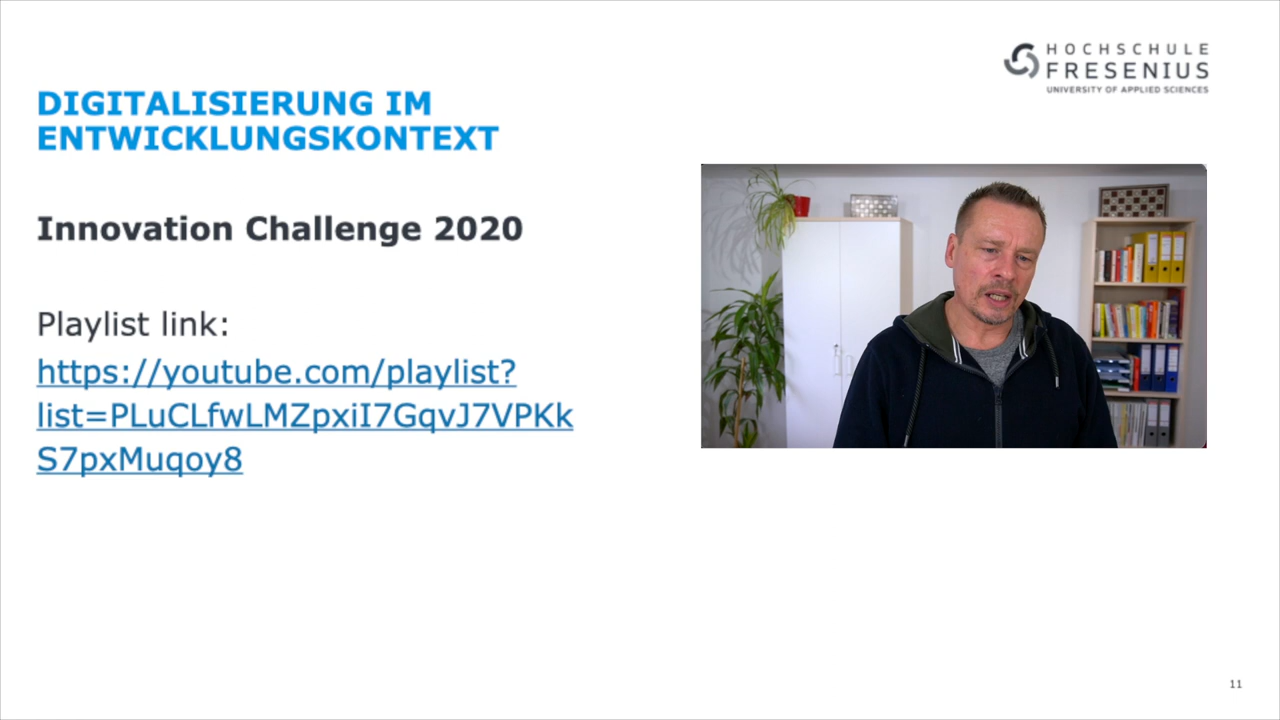 HOCHSCHULE
FRESENIUS
UNIVERSITY OF APPLIED SCIENCES
DIGITALISIERUNG IM
ENTWICKLUNGSKONTEXT
Innovation Challenge 2020
Playlist link:
https://youtube.com/playlist?
list=PLuCLfwLMZpxiI7GqvJ7VPKk
S7pxMuqoy8
11